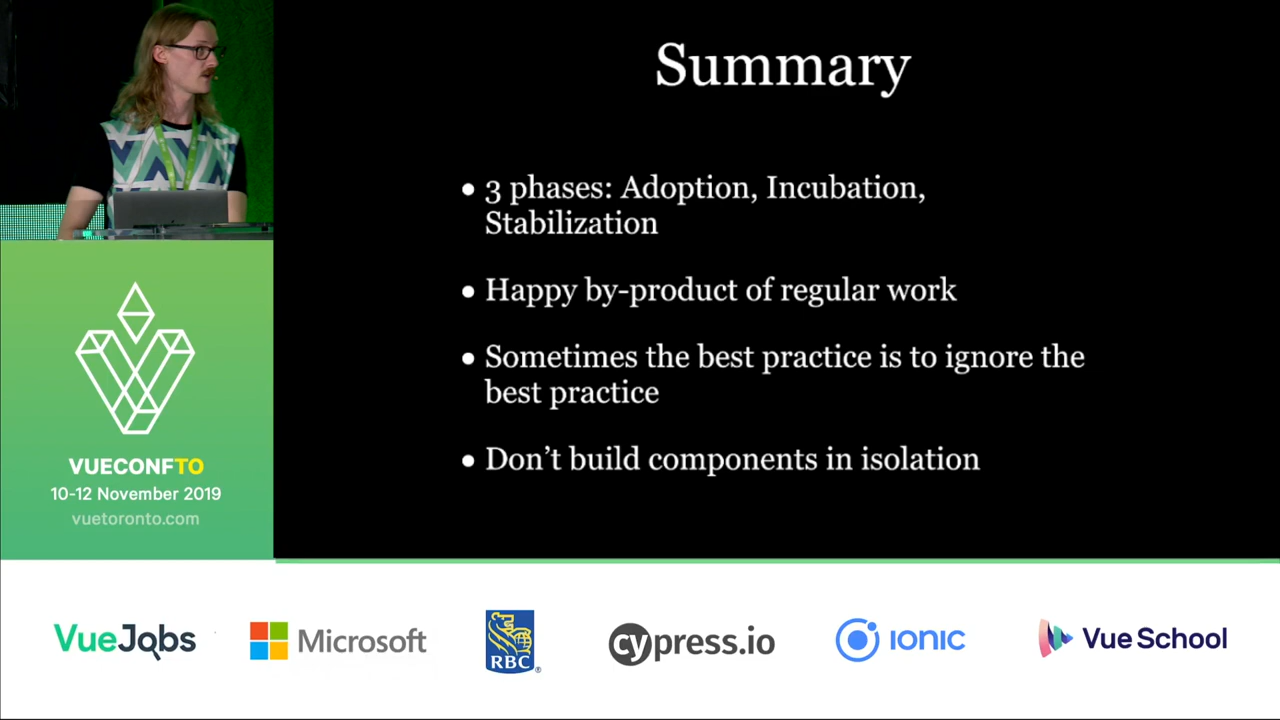 Summary
• 3 phases: Adoption, Incubation,
Stabilization
• Happy by-product of regular work
• Sometimes the best practice is to ignore the
best practice
• Don’t build components in isolation
VUECONFTO
10-12 November 2019
vuetoronto.com
VueJobs
Microsoft
RBC®
cypress.io
IONIC
Vue School